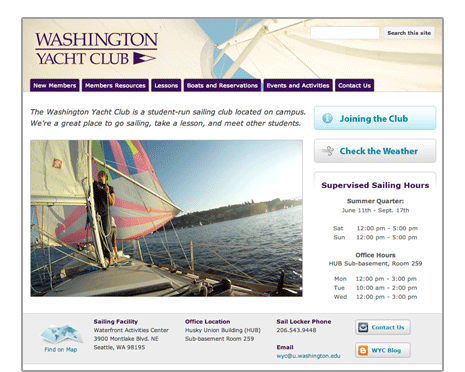 WASHINGTON
YACHT CLUB
Search this site
New Members
Members Resources
Lessons
Boats and Reservations
Events and Activities
Contact Us
The Washington Yacht Club is a student-run sailing club located on campus.
We're a great place to go sailing, take a lesson, and meet other students.
Joining the Club
Check the Weather
Supervised Sailing Hours
Summer Quarter:
June 11th - Sept. 17th
Sat 12:00 pm - 5:00 pm
Sun 12:00 pm - 5:00 pm
Office Hours
HUB Sub-basement, Room 259
Mon 12:00 pm - 3:00 pm
Tue 10:00 am - 2:00 pm
Wed 12:00 pm - 3:00 pm
Find on Map
Sailing Facility
Waterfront Activities Center
3900 Montlake Blvd. NE
Seattle, WA 98195
Office Location
Husky Union Building (HUB)
Sub-basement Room 259
Sail Locker Phone
206.543.9448
Email
wyc@u.washington.edu
Contact Us
WYC Blog